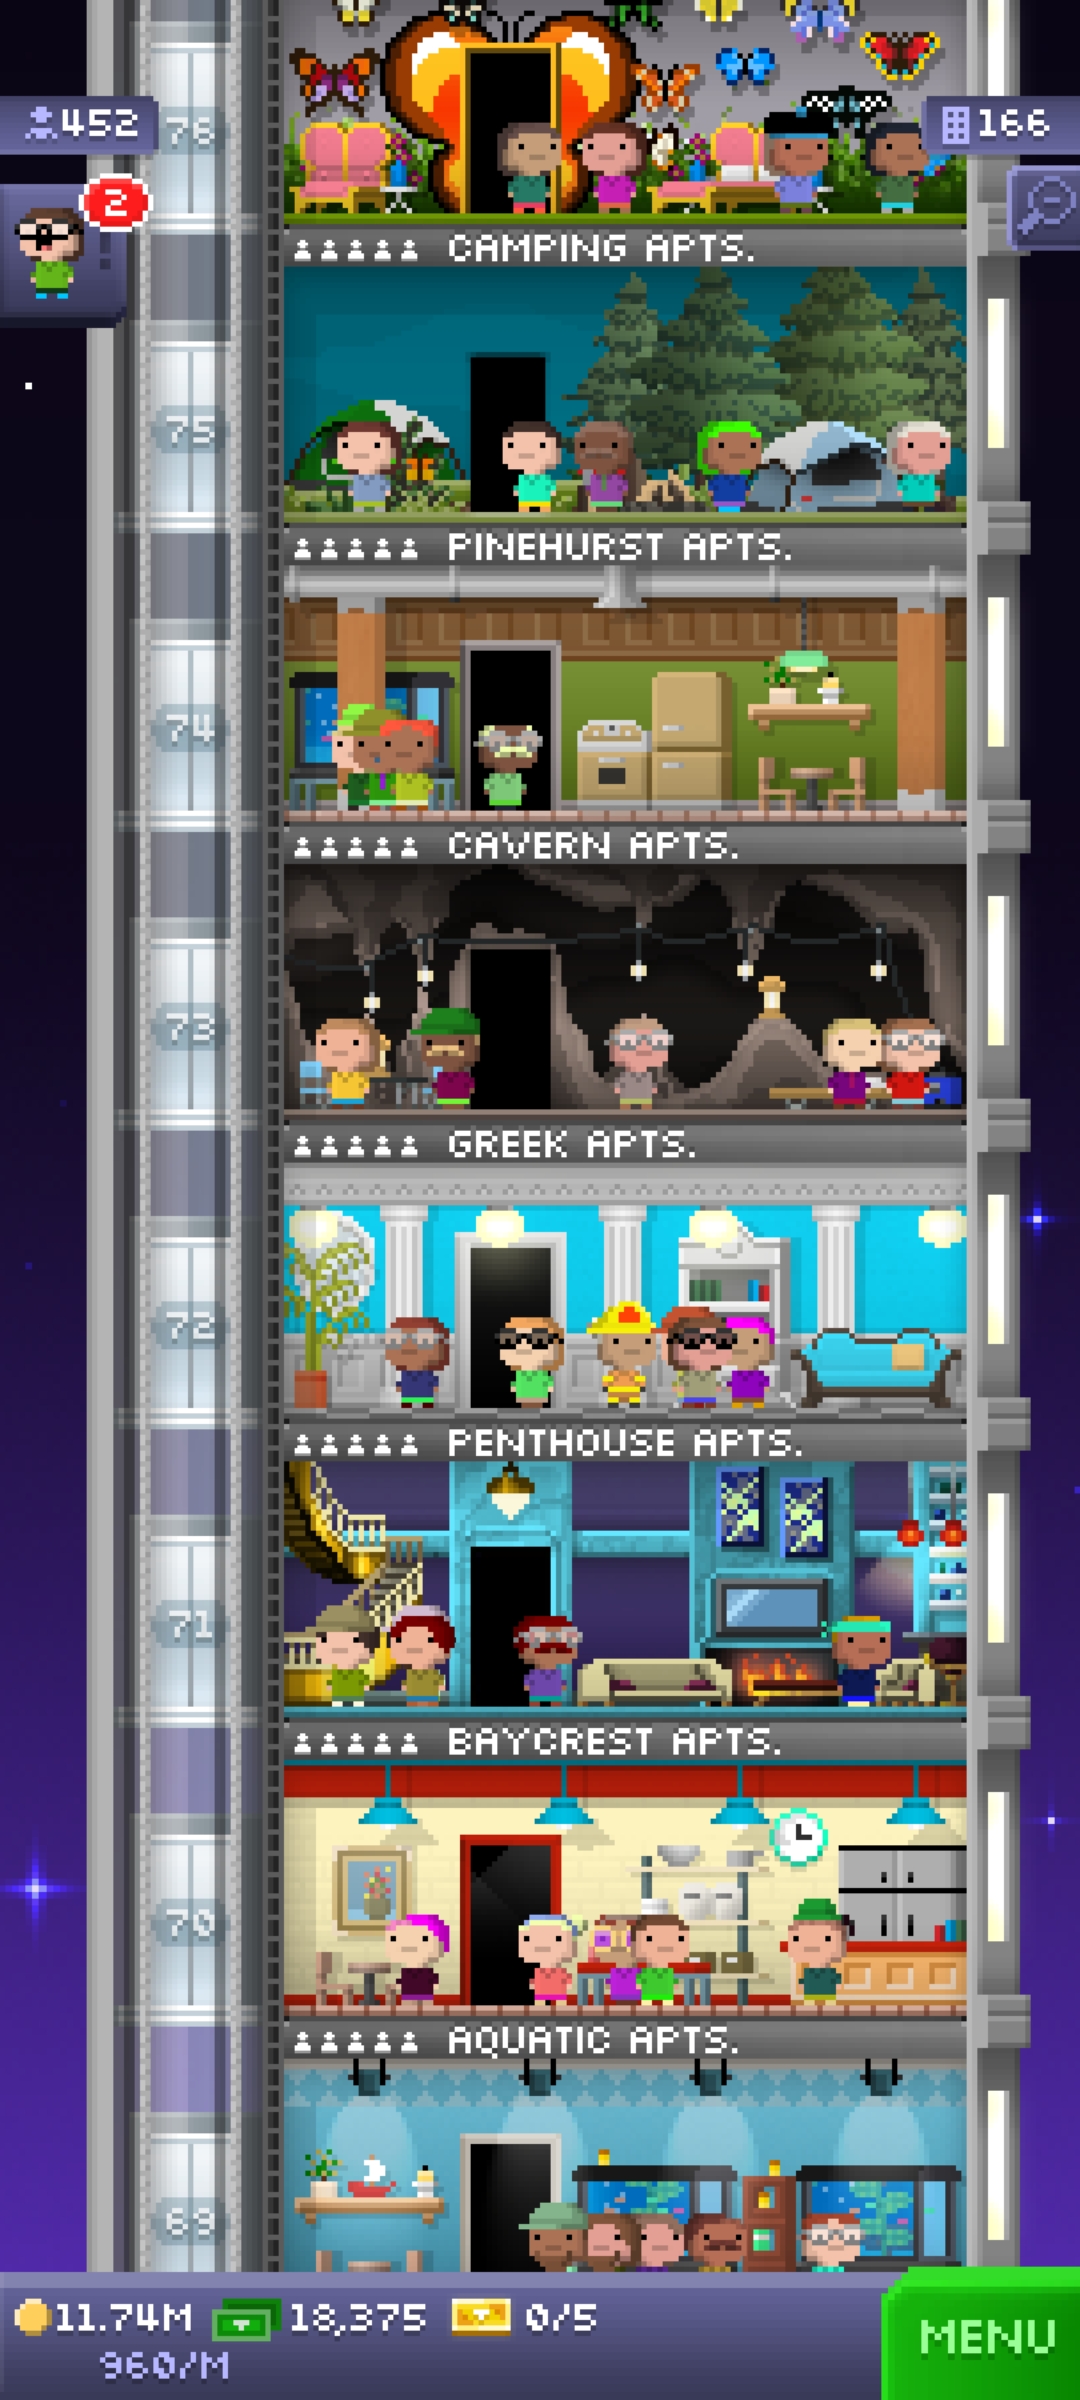 452
76
166
2
CAMPING APTS.
75
PINEHURST APTS.
74
CAVERN APTS.
73
GREEK APTS.
72
PENTHOUSE APTS.
71
BAYCREST APTS.
70
AQUATIC APTS.
69
11.74M 18,375 0/5
960/M
MENU